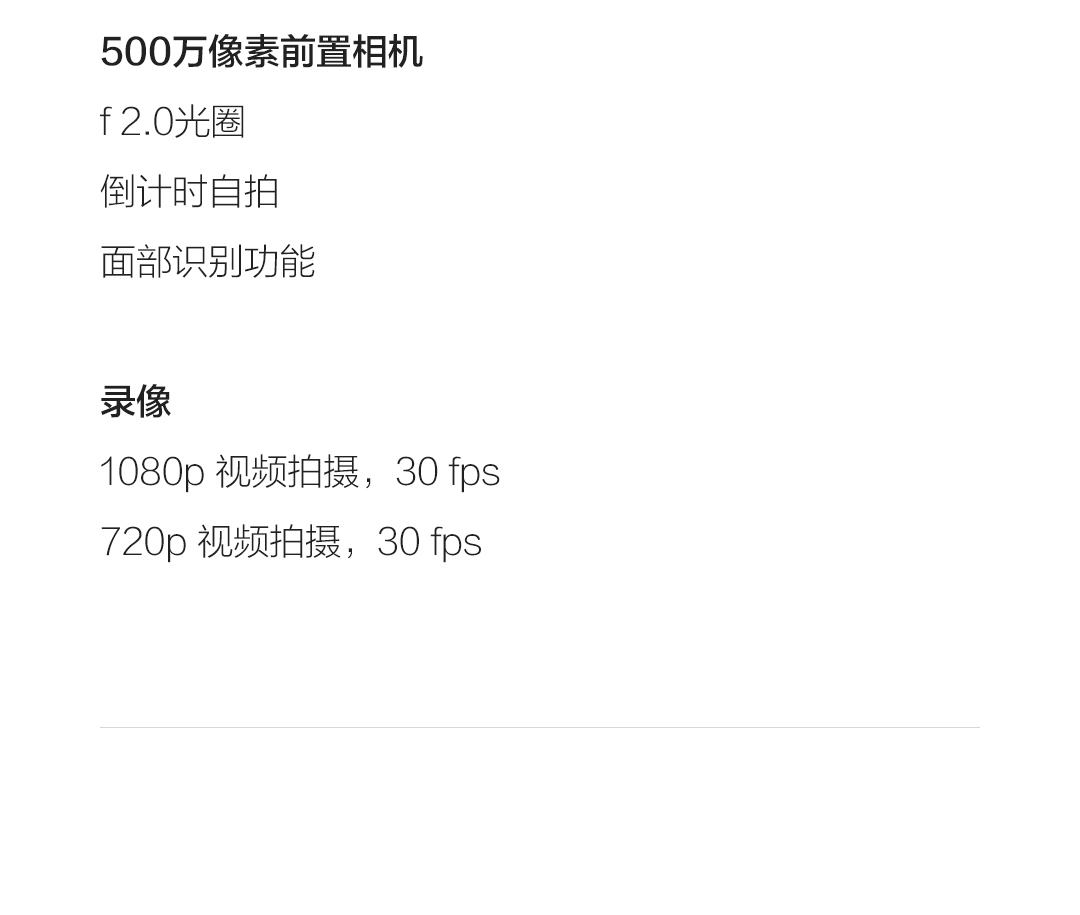 500万像素前置相机
f 2.0光圈
倒计时自拍
面部识别功能
录像
1080p 视频拍摄，30 fps
720p 视频拍摄，30 fps